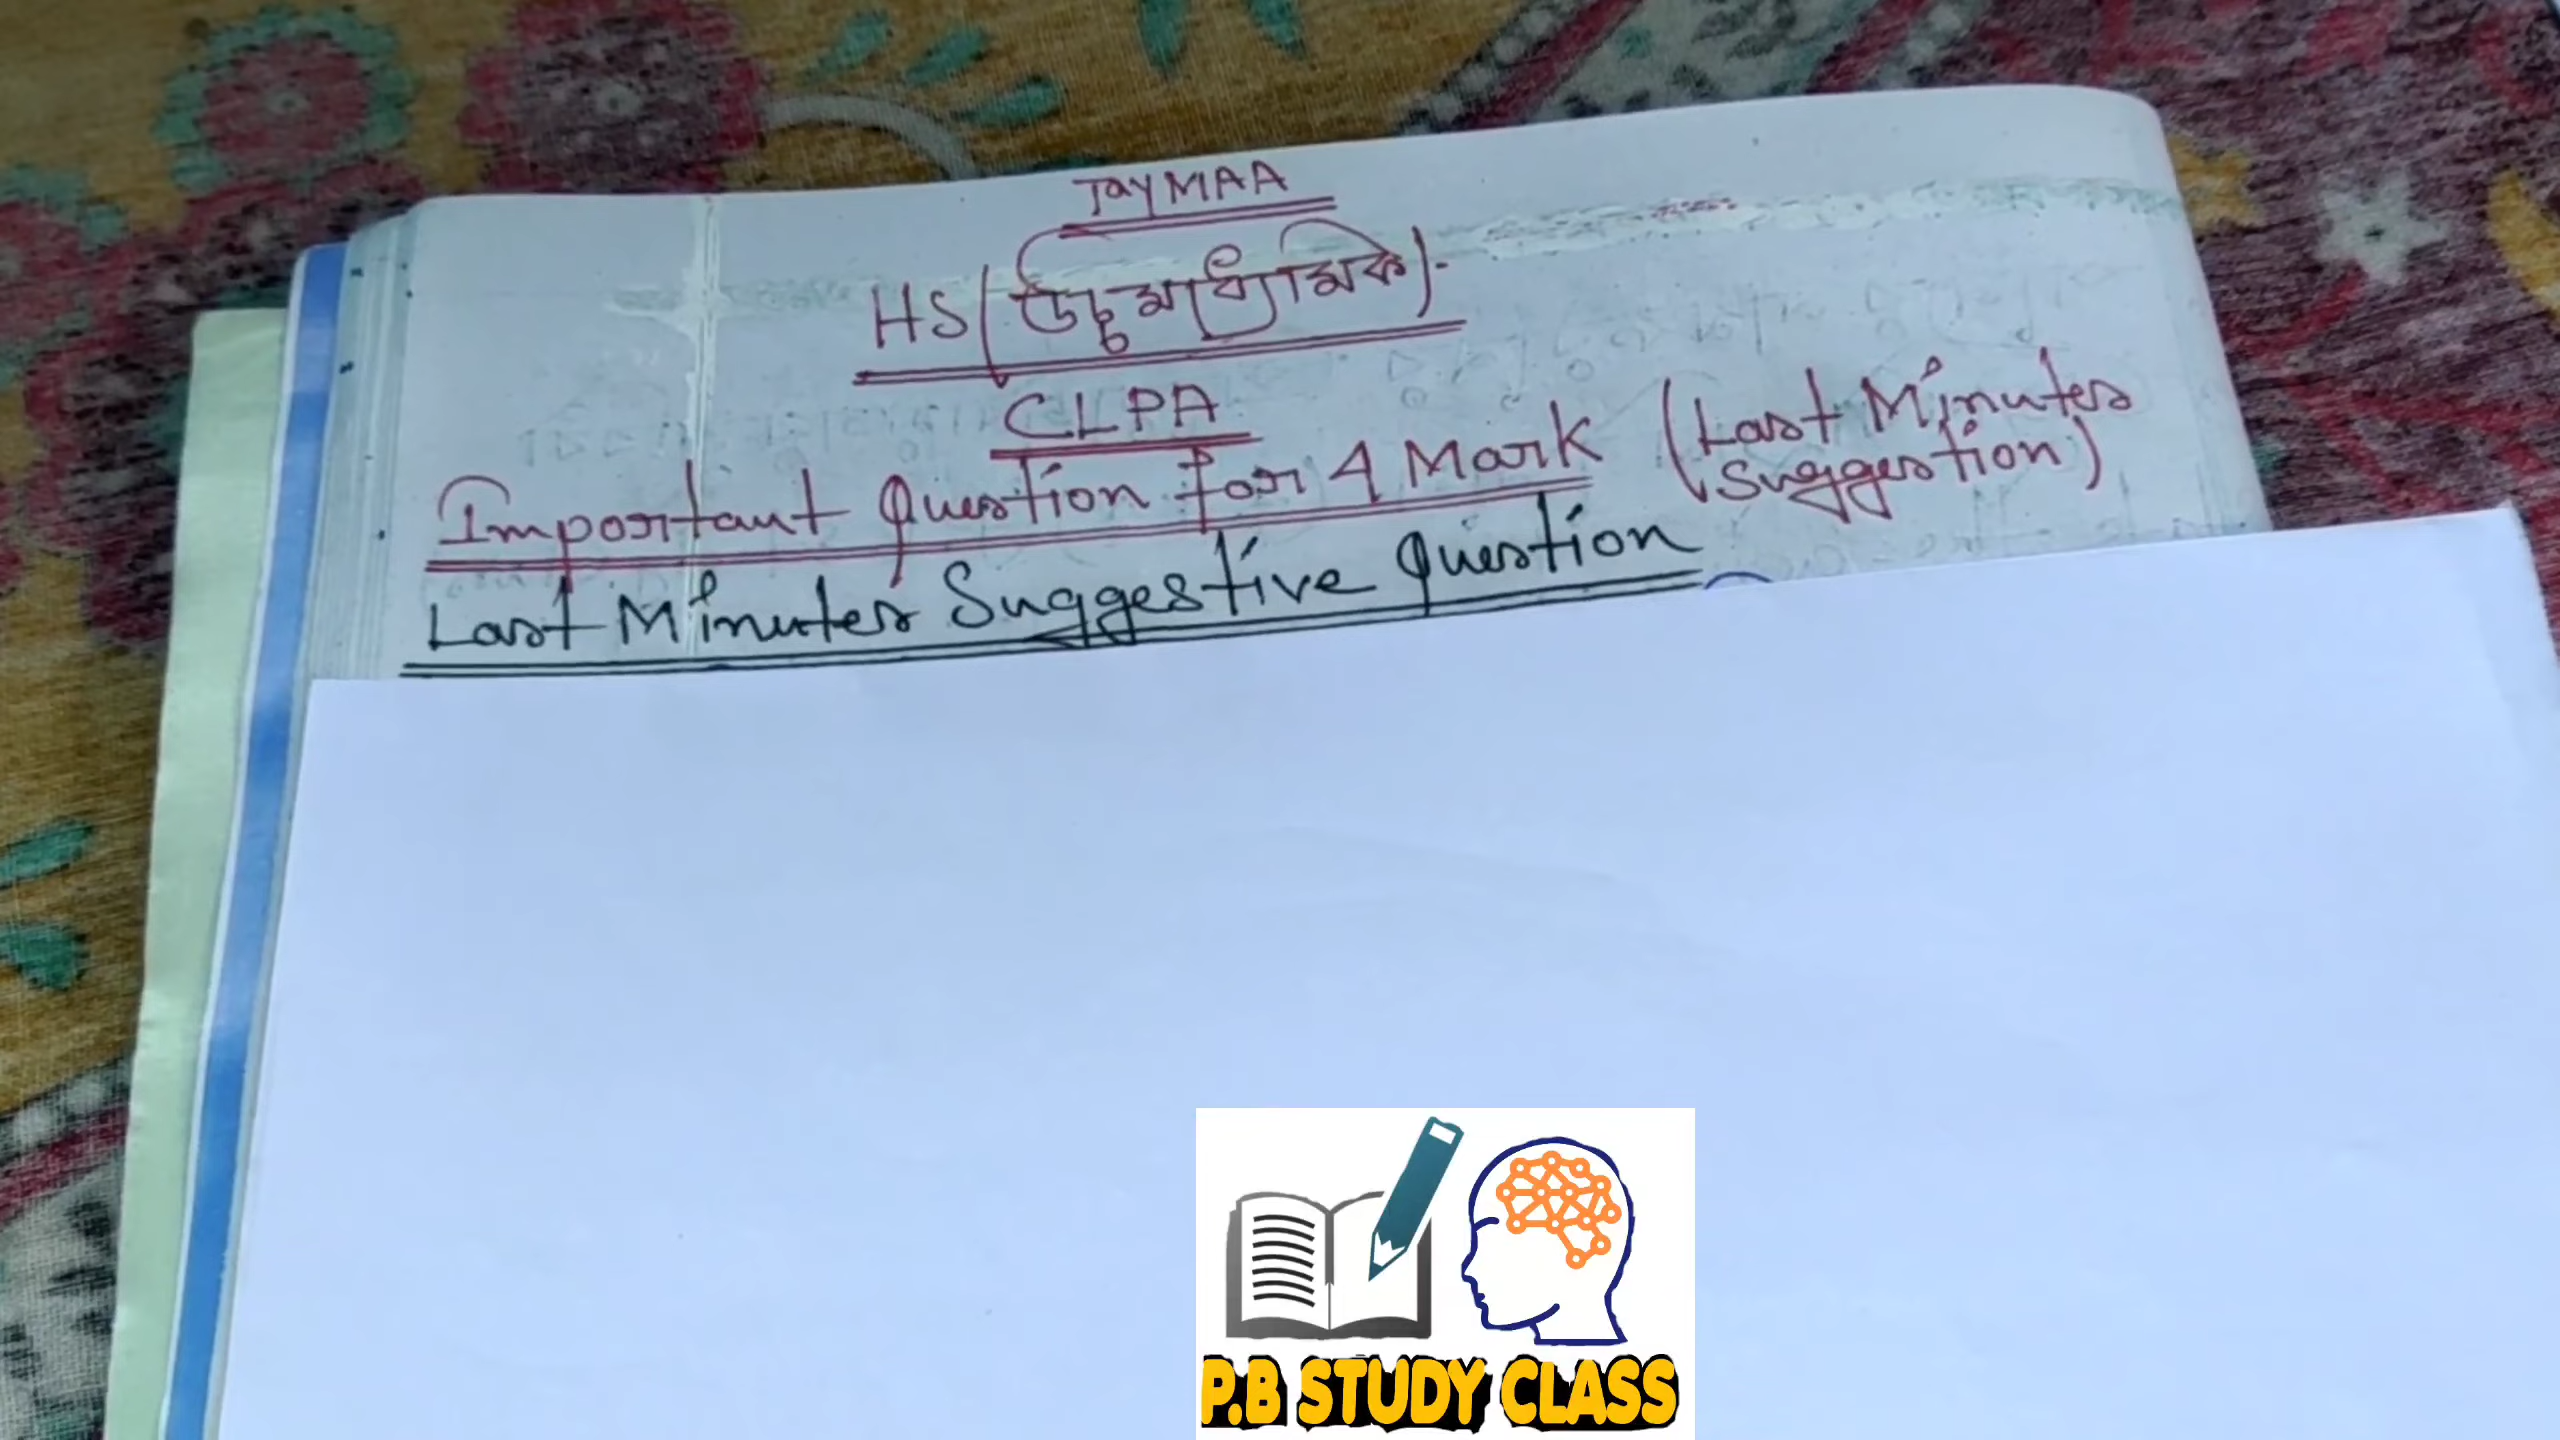 Jay MAA
HS (উচ্চমাধ্যমিক).
CLPA
Important Question for 4 Mark (Last Minutes Suggestion)
Last Minutes Suggestive Question
P.B STUDY CLASS